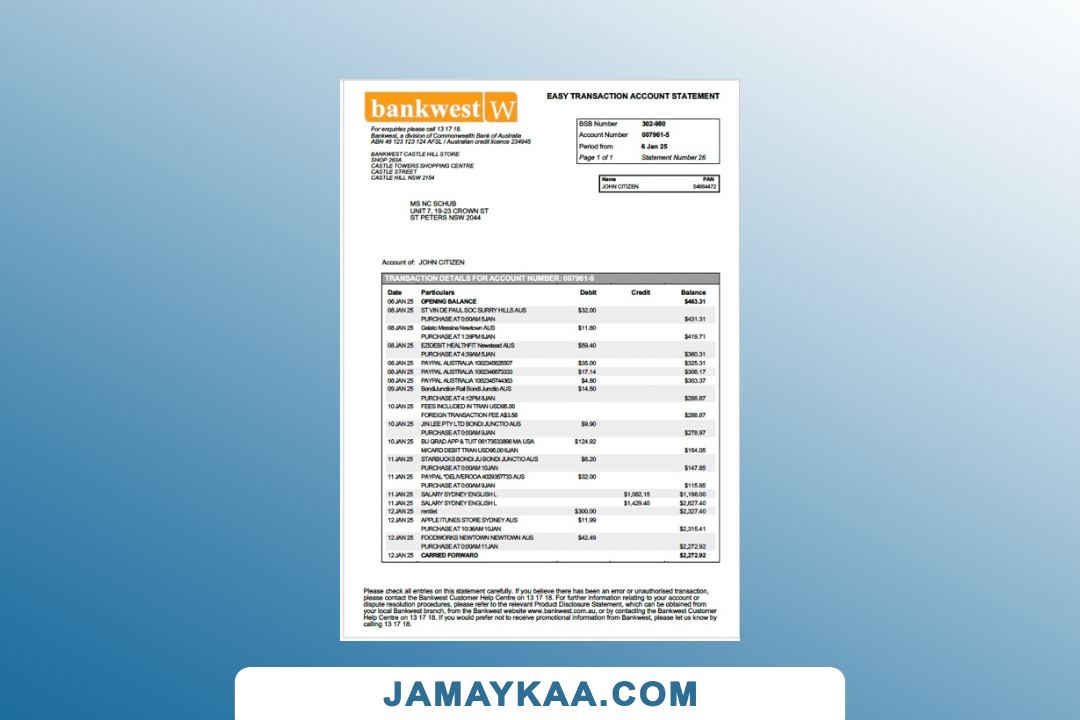 bankwest W
EASY TRANSACTION ACCOUNT STATEMENT
For enquiries please call 13 17 18.
Bankwest, a division of Commonwealth Bank of Australia
ABN 48 123 123 124 AFSL / Australian credit licence 234945
BSB Number 302-980
Account Number 007961-5
Period from 6 Jan 25
Page 1 of 1 Statement Number 26
BANKWEST CASTLE HILL STORE
SHOP 263A
CASTLE TOWERS SHOPPING CENTRE
CASTLE STREET
CASTLE HILL NSW 2154
Name PAN
JOHN CITIZEN 54664472
MS NC SCHUB
UNIT 7, 19-23 CROWN ST
ST PETERS NSW 2044
Account of: JOHN CITIZEN
TRANSACTION DETAILS FOR ACCOUNT NUMBER: 007961-5
Date Particulars Debit Credit Balance
06 JAN 25 OPENING BALANCE $463.31
08 JAN 25 ST VIN DE PAUL SOC SURRY HILLS AUS $32.00
PURCHASE AT 0:00AM 5JAN $431.31
08 JAN 25 Gelato Messina Newtown AUS $11.60
PURCHASE AT 1:39PM 6JAN $419.71
08 JAN 25 EZIDEBIT HEALTHFIT Newstead AUS $59.40
PURCHASE AT 4:39AM 5JAN $360.31
08 JAN 25 PAYPAL AUSTRALIA $35.00 $325.31
08 JAN 25 PAYPAL AUSTRALIA $17.14 $308.17
08 JAN 25 PAYPAL AUSTRALIA $4.80 $303.37
09 JAN 25 BondiJunction Rail Bondi Junctio AUS $14.50
PURCHASE AT 4:12PM 8JAN $288.87
10 JAN 25 FEES INCLUDED IN TRAN USD95.00
FOREIGN TRANSACTION FEE A$3.58 $288.87
10 JAN 25 JIN LEE PTY LTD BONDI JUNCTIO AUS $9.90
PURCHASE AT 0:00AM 9JAN $278.97
10 JAN 25 BU GRAD APP & TUIT MA USA $124.92
M/CARD DEBIT TRAN USD95.00 6JAN $154.05
11 JAN 25 STARBUCKS BONDI JU BONDI JUNCTIO AUS $6.20
PURCHASE AT 0:00AM 10JAN $147.85
11 JAN 25 PAYPAL *DELIVEROOA 4029357733 AUS $32.00
PURCHASE AT 0:00AM 9JAN $115.85
11 JAN 25 SALARY SYDNEY ENGLISH L $1,082.15 $1,198.00
11 JAN 25 SALARY SYDNEY ENGLISH L $1,429.40 $2,627.40
12 JAN 25 $300.00 $2,327.40
12 JAN 25 APPLE ITUNES STORE SYDNEY AUS $11.99
PURCHASE AT 10:36AM 10JAN $2,315.41
12 JAN 25 FOODWORKS NEWTOWN NEWTOWN AUS $42.49
PURCHASE AT 0:00AM 11JAN $2,272.92
12 JAN 25 CARRIED FORWARD $2,272.92
Please check all entries on this statement carefully. If you believe there has been an error or unauthorised transaction,
please contact the Bankwest Customer Help Centre on 13 17 18. For further information relating to your account or
dispute resolution procedures, please refer to the relevant Product Disclosure Statement, which can be obtained from
your local Bankwest branch, from the Bankwest website www.bankwest.com.au, or by contacting the Bankwest Customer
Help Centre on 13 17 18. If you would prefer not to receive promotional information from Bankwest, please let us know by
calling 13 17 18.
JAMAYKAA.COM